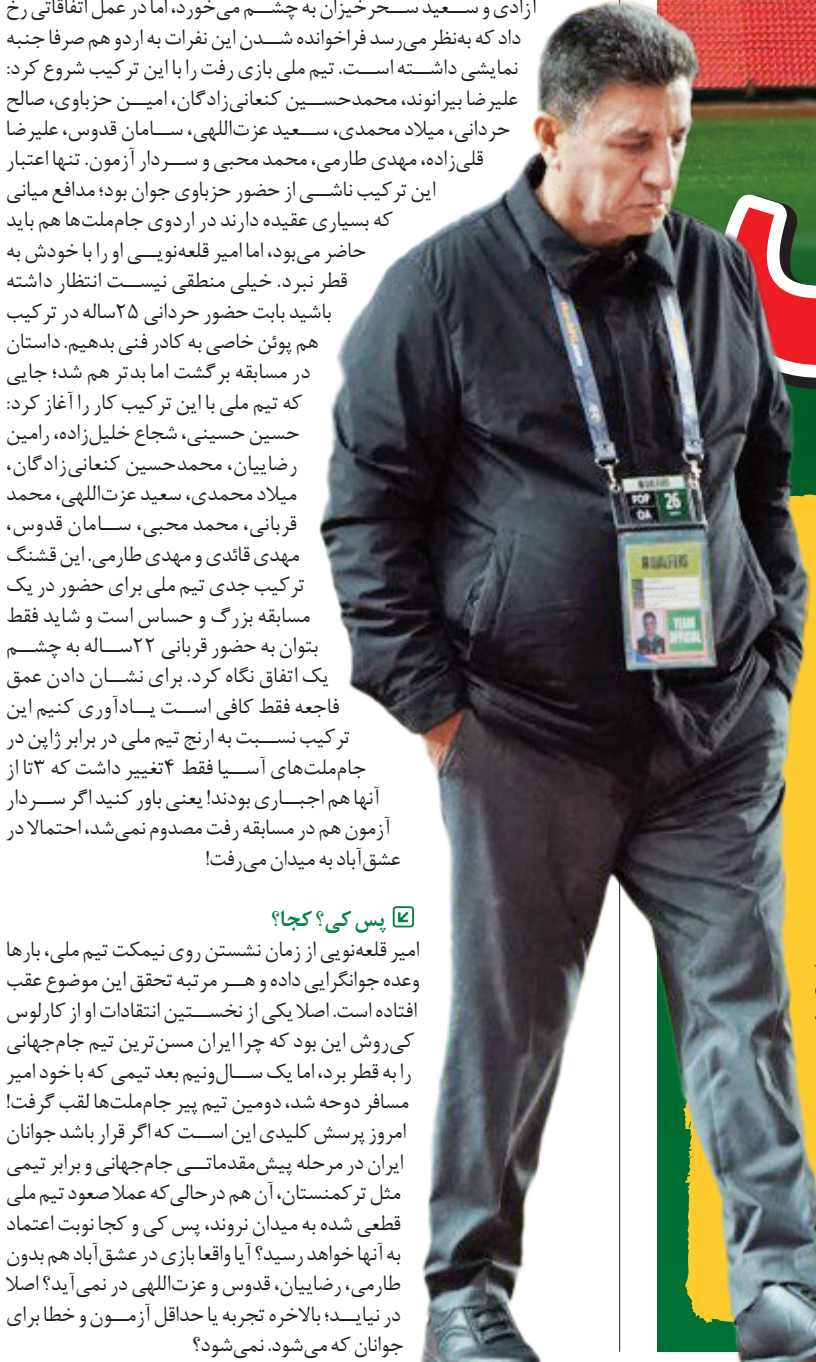 آزادی و سعید سحرخیزان به چشم می‌خورد، اما در عمل اتفاقاتی رخ
داد که به‌نظر می‌رسد فراخوانده شدن این نفرات به اردو هم صرفا جنبه
نمایشی داشته است. تیم ملی بازی رفت را با این ترکیب شروع کرد:
علیرضا بیرانوند، محمدحسین کنعانی‌زادگان، امین حزباوی، صالح
حردانی، میلاد محمدی، سعید عزت‌اللهی، سامان قدوس، علیرضا
قلی‌زاده، مهدی طارمی، محمد محبی و سردار آزمون. تنها اعتبار
این ترکیب ناشی از حضور حزباوی جوان بود؛ مدافع میانی
که بسیاری عقیده دارند در اردوی جام‌ملت‌ها هم باید
حاضر می‌بود، اما امیر قلعه‌نویی او را با خودش به
قطر نبرد. خیلی منطقی نیست انتظار داشته
باشید بابت حضور حردانی ۲۵ساله در ترکیب
هم پوئن خاصی به کادر فنی بدهیم. داستان
در مسابقه برگشت اما بدتر هم شد؛ جایی
که تیم ملی با این ترکیب کار را آغاز کرد:
حسین حسینی، شجاع خلیل‌زاده، رامین
رضاییان، محمدحسین کنعانی‌زادگان،
میلاد محمدی، سعید عزت‌اللهی، محمد
قربانی، محمد محبی، سامان قدوس،
مهدی قائدی و مهدی طارمی. این قشنگ
ترکیب جدی تیم ملی برای حضور در یک
مسابقه بزرگ و حساس است و شاید فقط
بتوان به حضور قربانی ۲۲ساله به چشم
یک اتفاق نگاه کرد. برای نشان دادن عمق
فاجعه فقط کافی است یادآوری کنیم این
ترکیب نسبت به ارنج تیم ملی در برابر ژاپن در
جام‌ملت‌های آسیا فقط ۴تغییر داشت که ۳تا از
آنها هم اجباری بودند! یعنی باور کنید اگر سردار
آزمون هم در مسابقه رفت مصدوم نمی‌شد، احتمالا در
عشق‌آباد به میدان می‌رفت!
پس کی؟ کجا؟
امیر قلعه‌نویی از زمان نشستن روی نیمکت تیم ملی، بارها
وعده جوانگرایی داده و هر مرتبه تحقق این موضوع عقب
افتاده است. اصلا یکی از نخستین انتقادات او از کارلوس
کی‌روش این بود که چرا ایران مسن‌ترین تیم جام‌جهانی
را به قطر برد، اما یک سال‌ونیم بعد تیمی که با خود امیر
مسافر دوحه شد، دومین تیم پیر جام‌ملت‌ها لقب گرفت!
امروز پرسش کلیدی این است که اگر قرار باشد جوانان
ایران در مرحله پیش‌مقدماتی جام‌جهانی و برابر تیمی
مثل ترکمنستان، آن هم درحالی‌که عملا صعود تیم ملی
قطعی شده به میدان نروند، پس کی و کجا نوبت اعتماد
به آنها خواهد رسید؟ آیا واقعا بازی در عشق‌آباد هم بدون
طارمی، رضاییان، قدوس و عزت‌اللهی در نمی‌آید؟ اصلا
در نیاید؛ بالاخره تجربه یا حداقل آزمون و خطا برای
جوانان که می‌شود. نمی‌شود؟
FOP
OA
26
TEAM
OFFICIAL